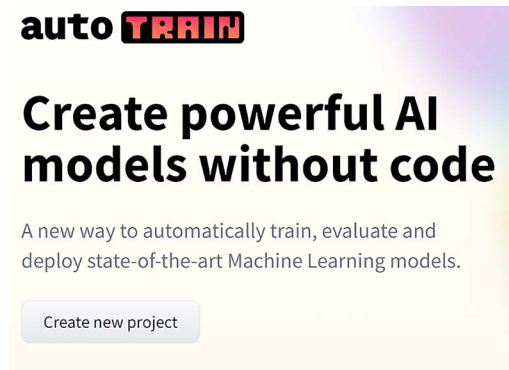 auto TRAIN
Create powerful AI
models without code
A new way to automatically train, evaluate and
deploy state-of-the-art Machine Learning models.
Create new project